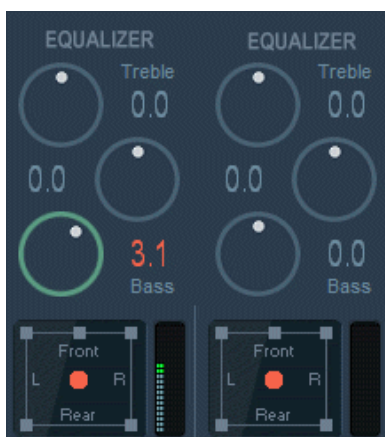 EQUALIZER
Treble
0.0
0.0
3.1
Bass
Front
L R
Rear
EQUALIZER
Treble
0.0
0.0
0.0
Bass
Front
L R
Rear